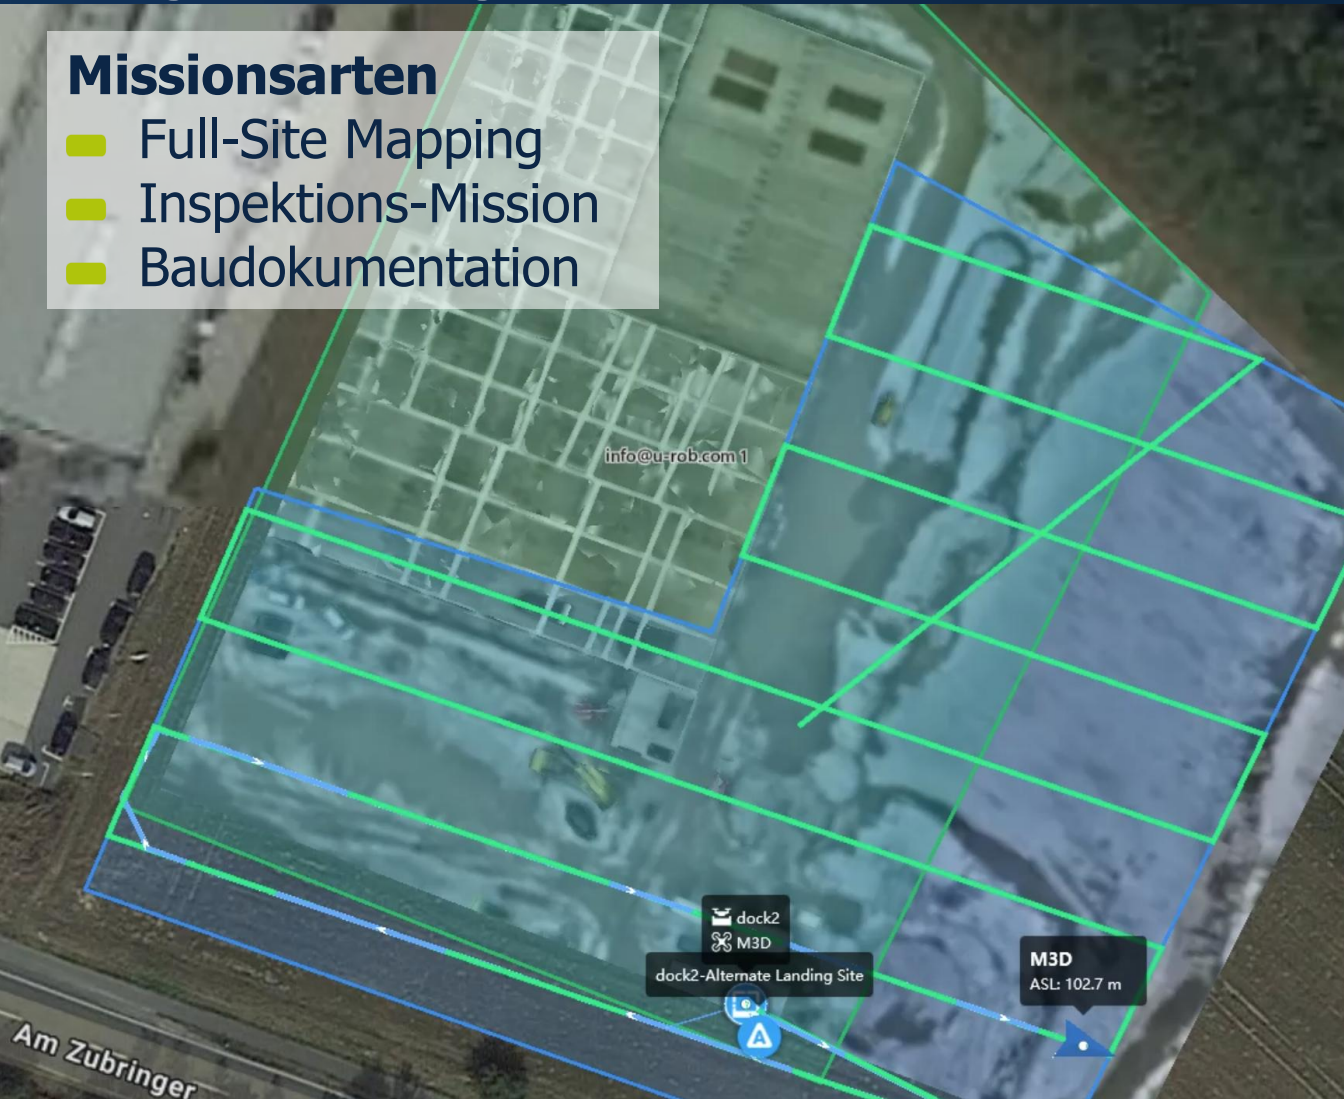 Missionsarten
Full-Site Mapping
Inspektions-Mission
Baudokumentation
info@u-rob.com 1
dock2
M3D
dock2-Alternate Landing Site
A
M3D
ASL: 102.7 m
Am Zubringer